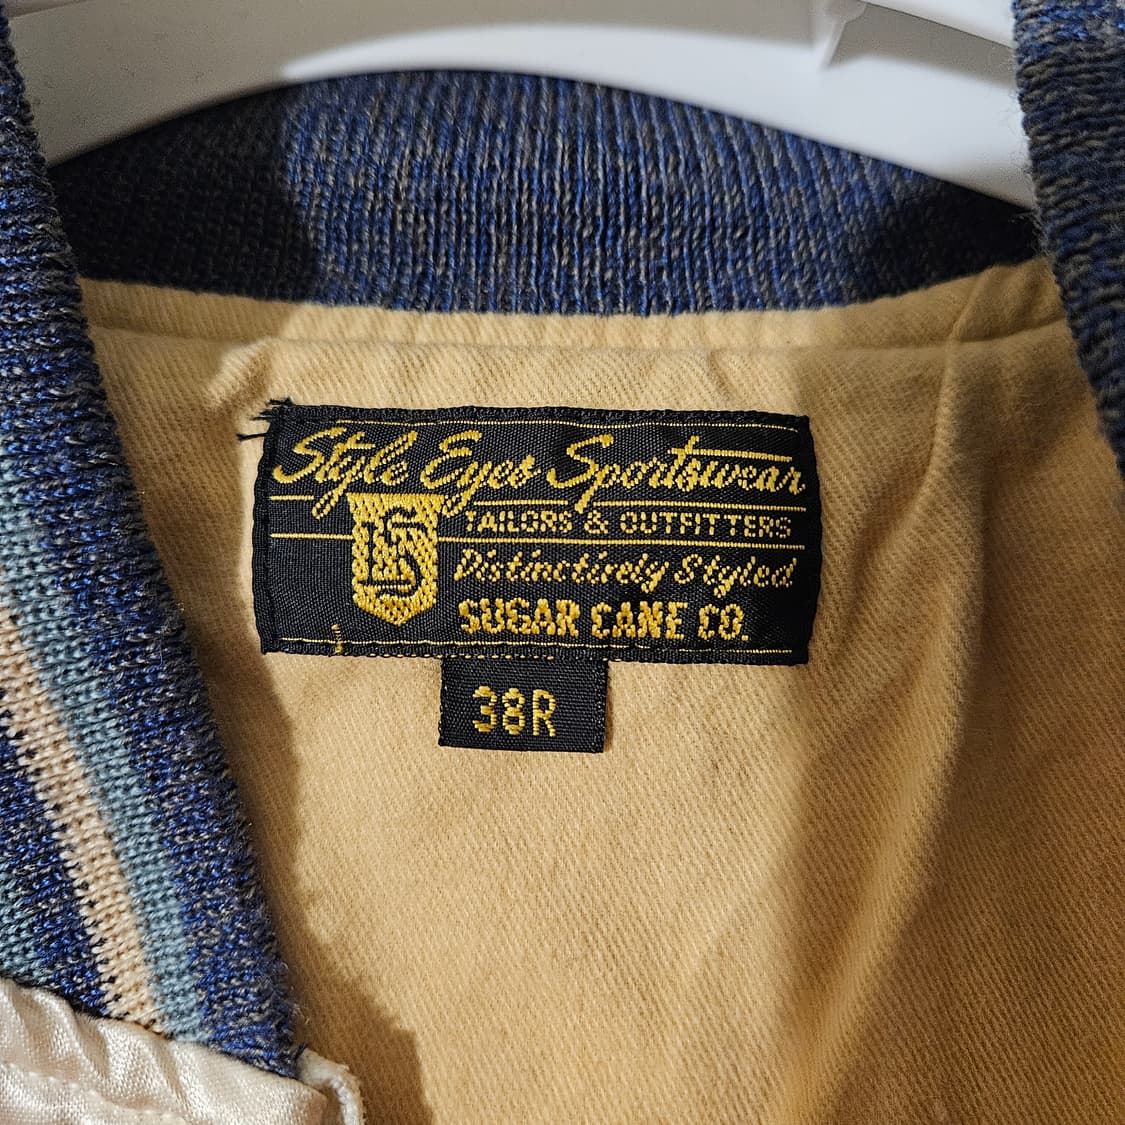 Style Eyes Sportswear
TAILORS & OUTFITTERS
Distinctively Styled
SUGAR CANE CO.
38R